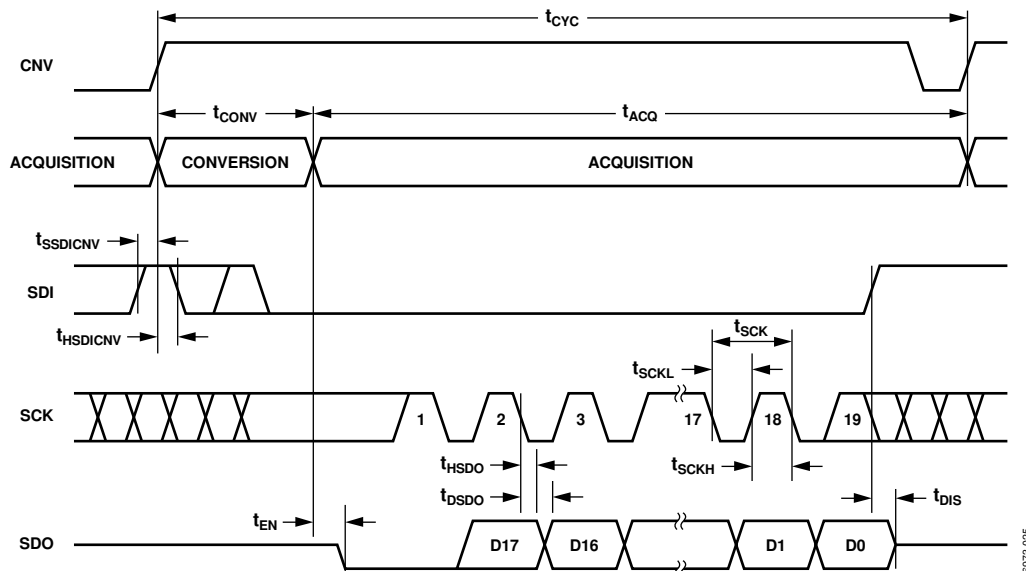 tCYC
CNV
tCONV
tACQ
ACQUISITION
CONVERSION
ACQUISITION
tSSDICNV
SDI
tHSDICNV
tSCK
tSCKL
SCK
1
2
3
17
18
19
tHSDO
tSCKH
tDSDO
tDIS
tEN
SDO
D17
D16
D1
D0